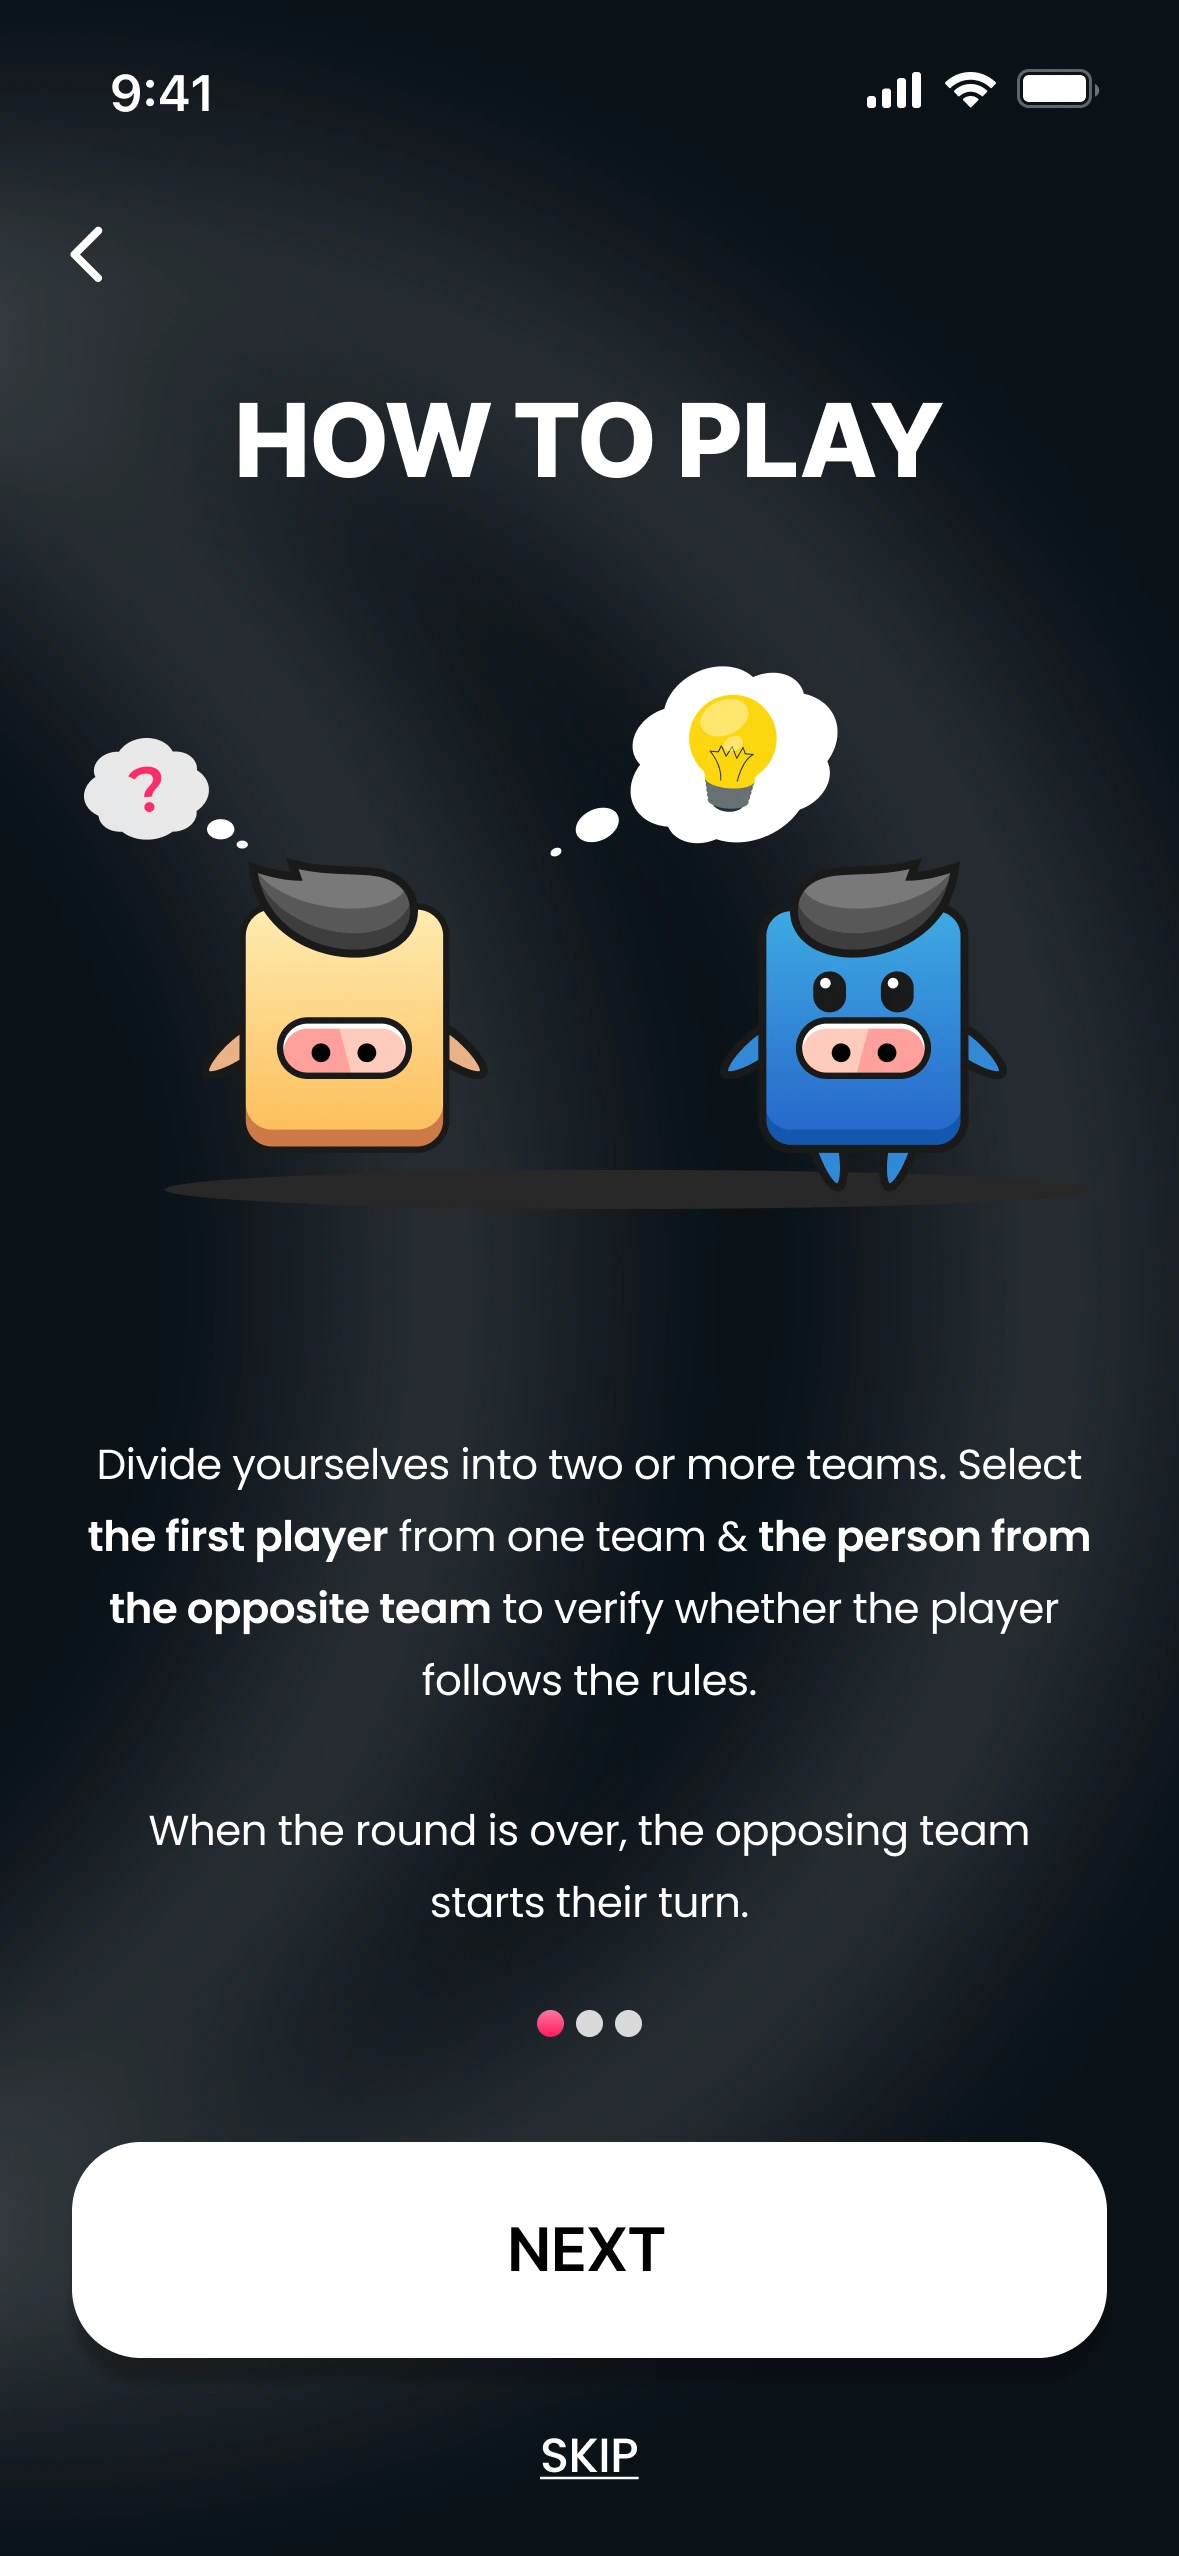 9:41
HOW TO PLAY
?
Divide yourselves into two or more teams. Select
the first player from one team & the person from
the opposite team to verify whether the player
follows the rules.
When the round is over, the opposing team
starts their turn.
NEXT
SKIP